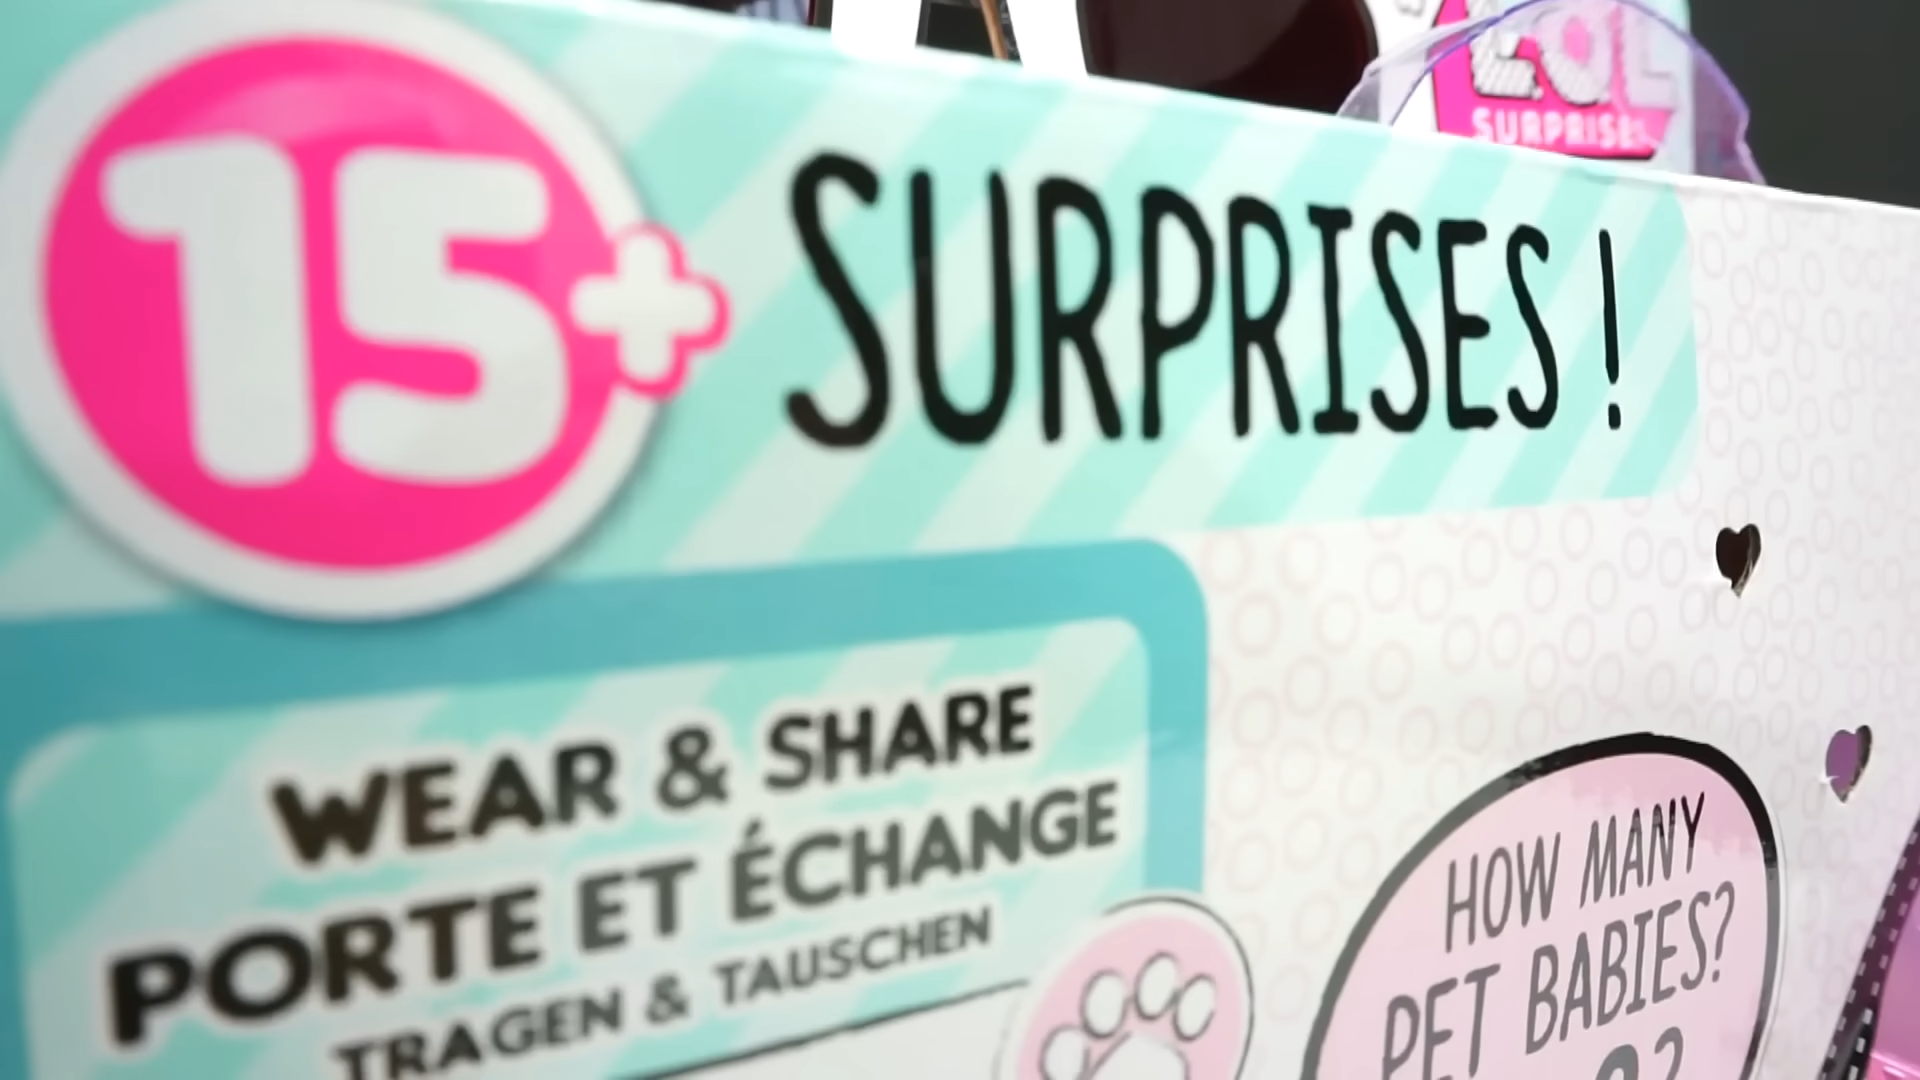 L.O.L.
SURPRISE!
15+ SURPRISES !
WEAR & SHARE
PORTE ET ÉCHANGE
TRAGEN & TAUSCHEN
HOW MANY
PET BABIES?